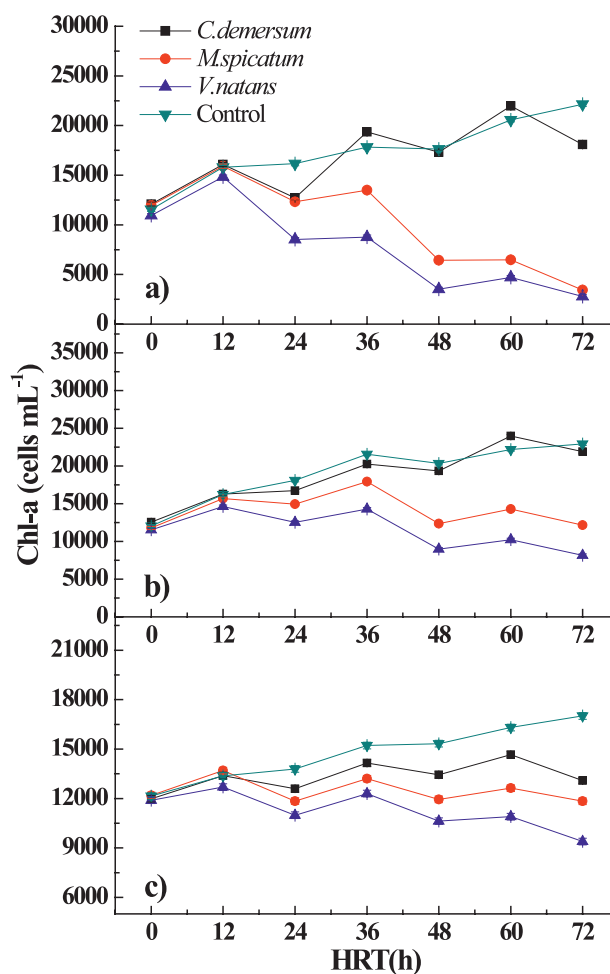 30000
25000
20000
15000
10000
5000
0
C.demersum
M.spicatum
V.natans
Control
a)
0 12 24 36 48 60 72
35000
30000
25000
20000
15000
10000
5000
0
b)
Chl-a (cells mL-1)
0 12 24 36 48 60 72
21000
18000
15000
12000
9000
6000
c)
0 12 24 36 48 60 72
HRT(h)